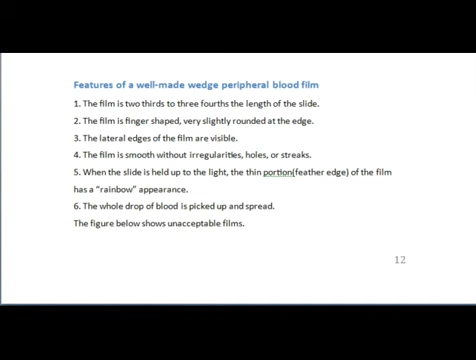 Features of a well-made wedge peripheral blood film
1. The film is two thirds to three fourths the length of the slide.
2. The film is finger shaped, very slightly rounded at the edge.
3. The lateral edges of the film are visible.
4. The film is smooth without irregularities, holes, or streaks.
5. When the slide is held up to the light, the thin portion(feather edge) of the film
has a “rainbow” appearance.
6. The whole drop of blood is picked up and spread.
The figure below shows unacceptable films.
12